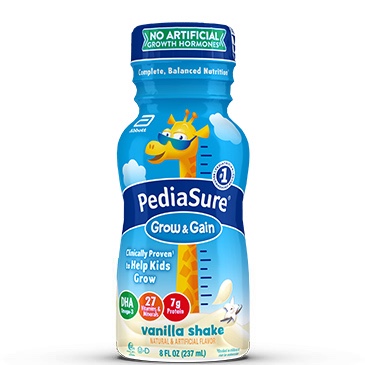 NO ARTIFICIAL
GROWTH HORMONES*
Complete, Balanced Nutrition®
Abbott
#1
PediaSure®
Grow & Gain
Clinically Proven†
to Help Kids
Grow
DHA
Omega-3
27
Vitamins &
Minerals
7g
Protein
vanilla shake
NATURAL & ARTIFICIAL FLAVOR
8 FL OZ (237 mL)